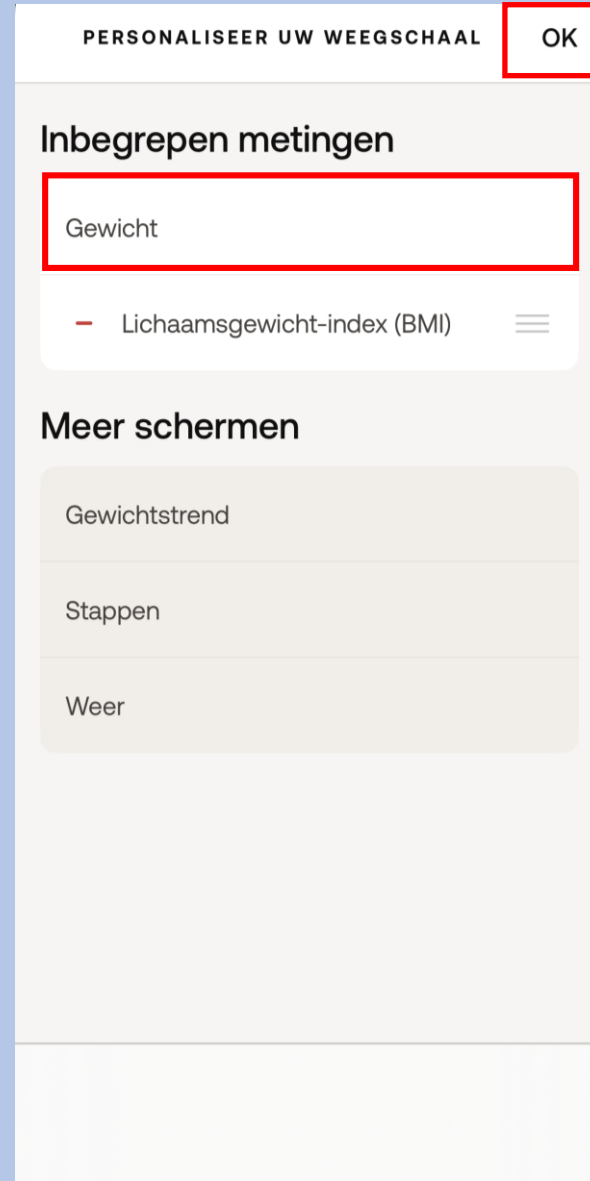 PERSONALISEER UW WEEGSCHAAL OK
Inbegrepen metingen
Gewicht
Lichaamsgewicht-index (BMI)
Meer schermen
Gewichtstrend
Stappen
Weer